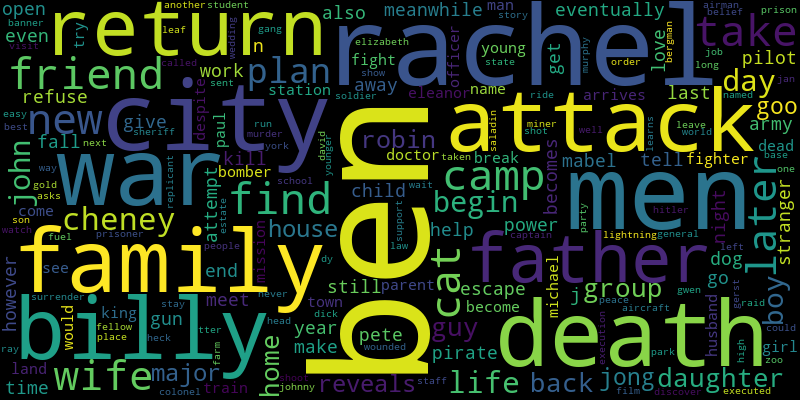 open another student return
banner leaf
even try gang
friend wedding n
refuse work plan
station sent
new city despite
fall give sheriff paul
next
easy run
best murder york
john way school
gold kill bomber
asks replicant
come son find attempt
cheney estate
watch house
fuel mission
prisoner
family people
however see end law
surrender meet
would king stay
billy never
fellow gun
place heck head
ray itter town
land wife major year dick
farm make
time colonel train home shoot
johnny
meanwhile man eventually
also story airman prison
belief visit
rachel take
elizabeth officer young love bergman murphy
fight show state get order job pilot
long
away eleanor name arrives last day jan
soldier ride named
attack goo
called
saladin miner leave army
david robin shot well learns world
doctor taken break mabel tell fighter dead
younger base
child camp becomes one
wait begin men
ben support help power party hitler stranger
night later
cat father captain lightning general left
parent escape michael dog
still become j group peace gwen go raid boy
aircraft gerst could
dy guy husband high girl
pete pirate execution park zoo
wounded death
reveals life back jong daughter
staff film discover executed
war